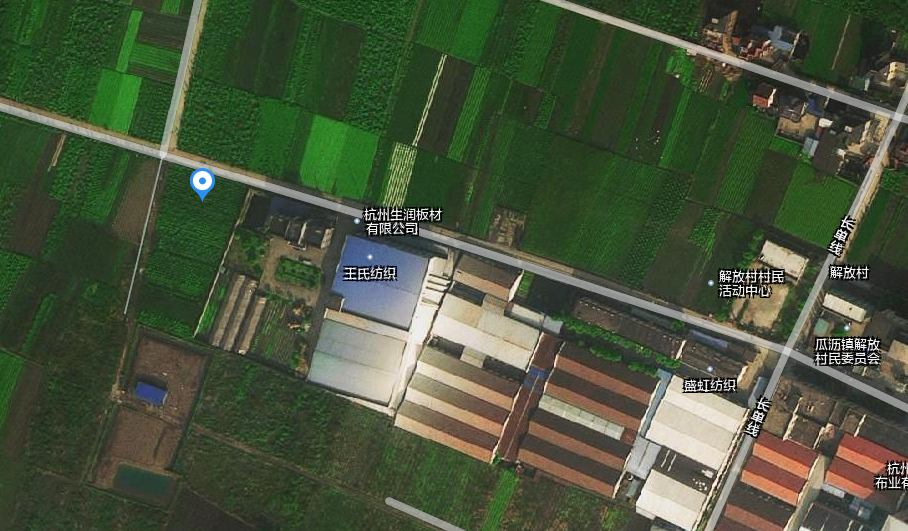 杭州生润板材
有限公司
王氏纺织
长单线
解放村村民
活动中心
解放村
瓜沥镇解放
村民委员会
盛虹纺织
长单线
杭州
布业有